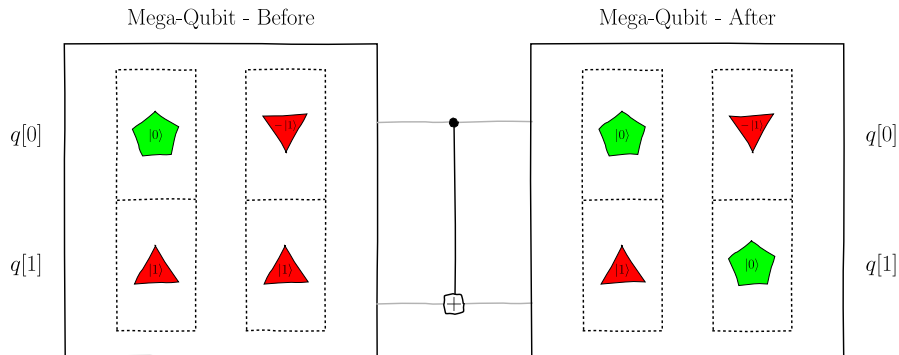 Mega-Qubit - Before
Mega-Qubit - After
q[0]
|0⟩
−|1⟩
|0⟩
−|1⟩
q[0]
q[1]
|1⟩
|1⟩
|1⟩
|0⟩
q[1]